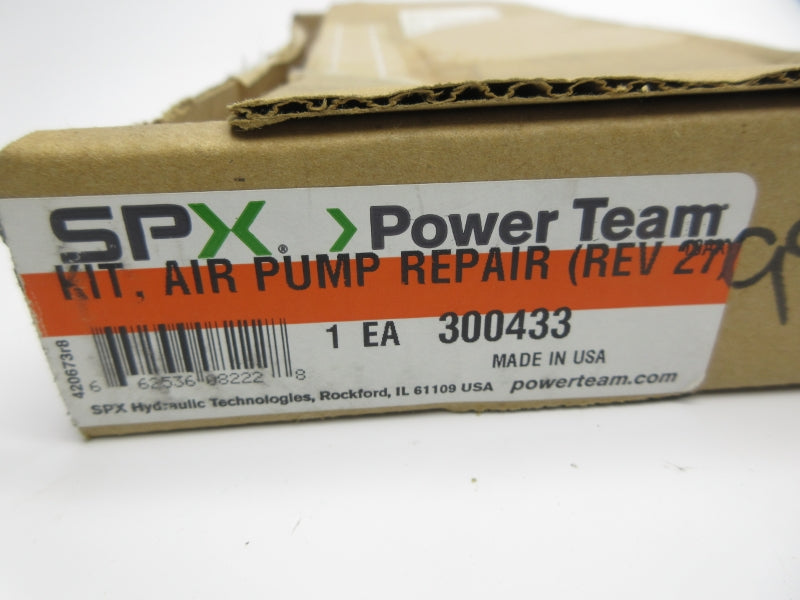 SPX® > Power Team
KIT, AIR PUMP REPAIR (REV 27)
1 EA 300433
MADE IN USA
420673r8
6 62536 08222 8
SPX Hydraulic Technologies, Rockford, IL 61109 USA powerteam.com